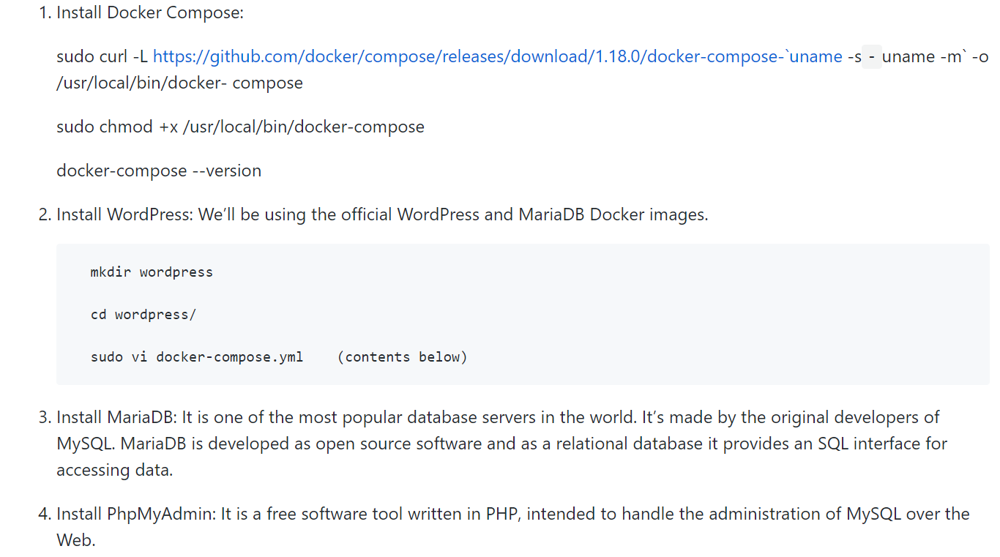 1. Install Docker Compose:
sudo curl -L https://github.com/docker/compose/releases/download/1.18.0/docker-compose-`uname -s - uname -m` -o
/usr/local/bin/docker- compose
sudo chmod +x /usr/local/bin/docker-compose
docker-compose --version
2. Install WordPress: We’ll be using the official WordPress and MariaDB Docker images.
mkdir wordpress
cd wordpress/
sudo vi docker-compose.yml    (contents below)
3. Install MariaDB: It is one of the most popular database servers in the world. It’s made by the original developers of
MySQL. MariaDB is developed as open source software and as a relational database it provides an SQL interface for
accessing data.
4. Install PhpMyAdmin: It is a free software tool written in PHP, intended to handle the administration of MySQL over the
Web.